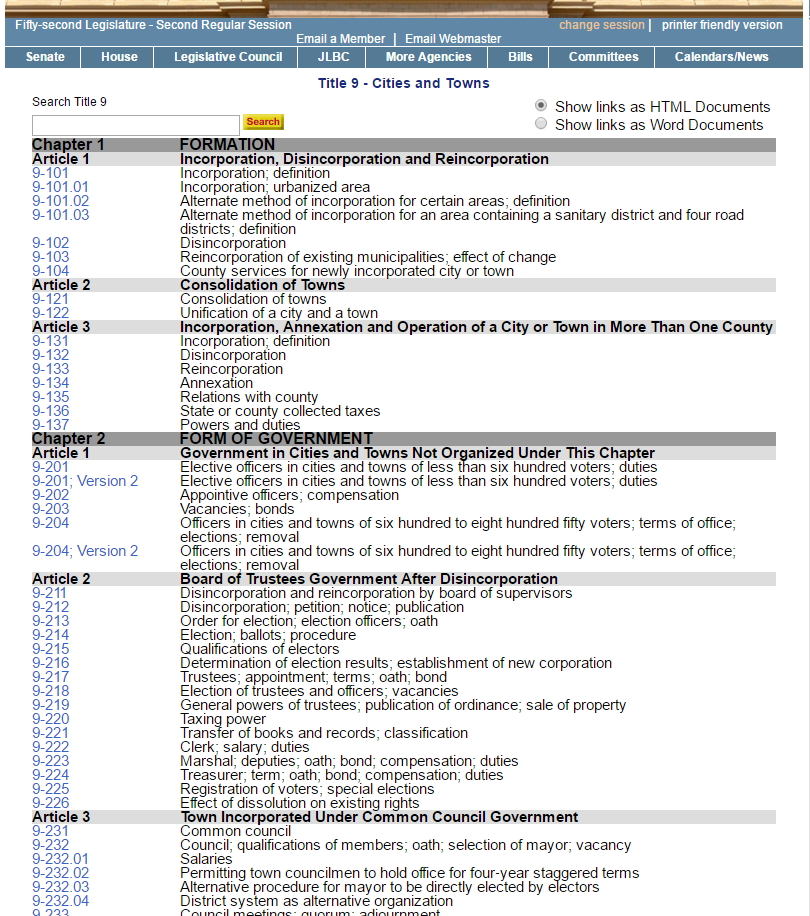 Fifty-second Legislature - Second Regular Session change session | printer friendly version
Email a Member | Email Webmaster
Senate House Legislative Council JLBC More Agencies Bills Committees Calendars/News
Title 9 - Cities and Towns
Search Title 9
Show links as HTML Documents
Search
Show links as Word Documents
Chapter 1 FORMATION
Article 1 Incorporation, Disincorporation and Reincorporation
9-101 Incorporation; definition
9-101.01 Incorporation; urbanized area
9-101.02 Alternate method of incorporation for certain areas; definition
9-101.03 Alternate method of incorporation for an area containing a sanitary district and four road
districts; definition
9-102 Disincorporation
9-103 Reincorporation of existing municipalities; effect of change
9-104 County services for newly incorporated city or town
Article 2 Consolidation of Towns
9-121 Consolidation of towns
9-122 Unification of a city and a town
Article 3 Incorporation, Annexation and Operation of a City or Town in More Than One County
9-131 Incorporation; definition
9-132 Disincorporation
9-133 Reincorporation
9-134 Annexation
9-135 Relations with county
9-136 State or county collected taxes
9-137 Powers and duties
Chapter 2 FORM OF GOVERNMENT
Article 1 Government in Cities and Towns Not Organized Under This Chapter
9-201 Elective officers in cities and towns of less than six hundred voters; duties
9-201; Version 2 Elective officers in cities and towns of less than six hundred voters; duties
9-202 Appointive officers; compensation
9-203 Vacancies; bonds
9-204 Officers in cities and towns of six hundred to eight hundred fifty voters; terms of office;
elections; removal
9-204; Version 2 Officers in cities and towns of six hundred to eight hundred fifty voters; terms of office;
elections; removal
Article 2 Board of Trustees Government After Disincorporation
9-211 Disincorporation and reincorporation by board of supervisors
9-212 Disincorporation; petition; notice; publication
9-213 Order for election; election officers; oath
9-214 Election; ballots; procedure
9-215 Qualifications of electors
9-216 Determination of election results; establishment of new corporation
9-217 Trustees; appointment; terms; oath; bond
9-218 Election of trustees and officers; vacancies
9-219 General powers of trustees; publication of ordinance; sale of property
9-220 Taxing power
9-221 Transfer of books and records; classification
9-222 Clerk; salary; duties
9-223 Marshal; deputies; oath; bond; compensation; duties
9-224 Treasurer; term; oath; bond; compensation; duties
9-225 Registration of voters; special elections
9-226 Effect of dissolution on existing rights
Article 3 Town Incorporated Under Common Council Government
9-231 Common council
9-232 Council; qualifications of members; oath; selection of mayor; vacancy
9-232.01 Salaries
9-232.02 Permitting town councilmen to hold office for four-year staggered terms
9-232.03 Alternative procedure for mayor to be directly elected by electors
9-232.04 District system as alternative organization
9-233 Council meetings; quorum; adjournment